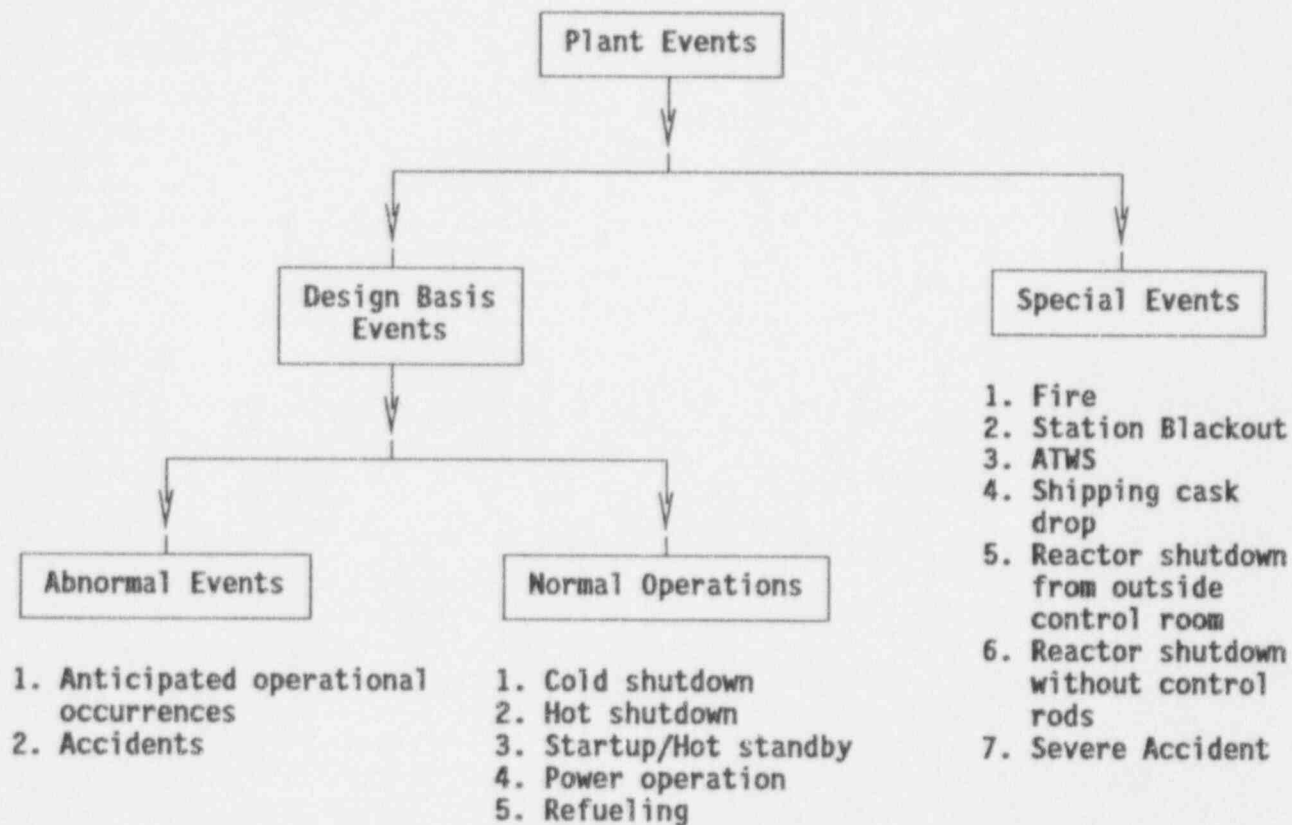 Plant Events
Design Basis
Events
Special Events
1. Fire
2. Station Blackout
3. ATWS
4. Shipping cask
drop
5. Reactor shutdown
from outside
control room
6. Reactor shutdown
without control
rods
7. Severe Accident
Abnormal Events
1. Anticipated operational
occurrences
2. Accidents
Normal Operations
1. Cold shutdown
2. Hot shutdown
3. Startup/Hot standby
4. Power operation
5. Refueling